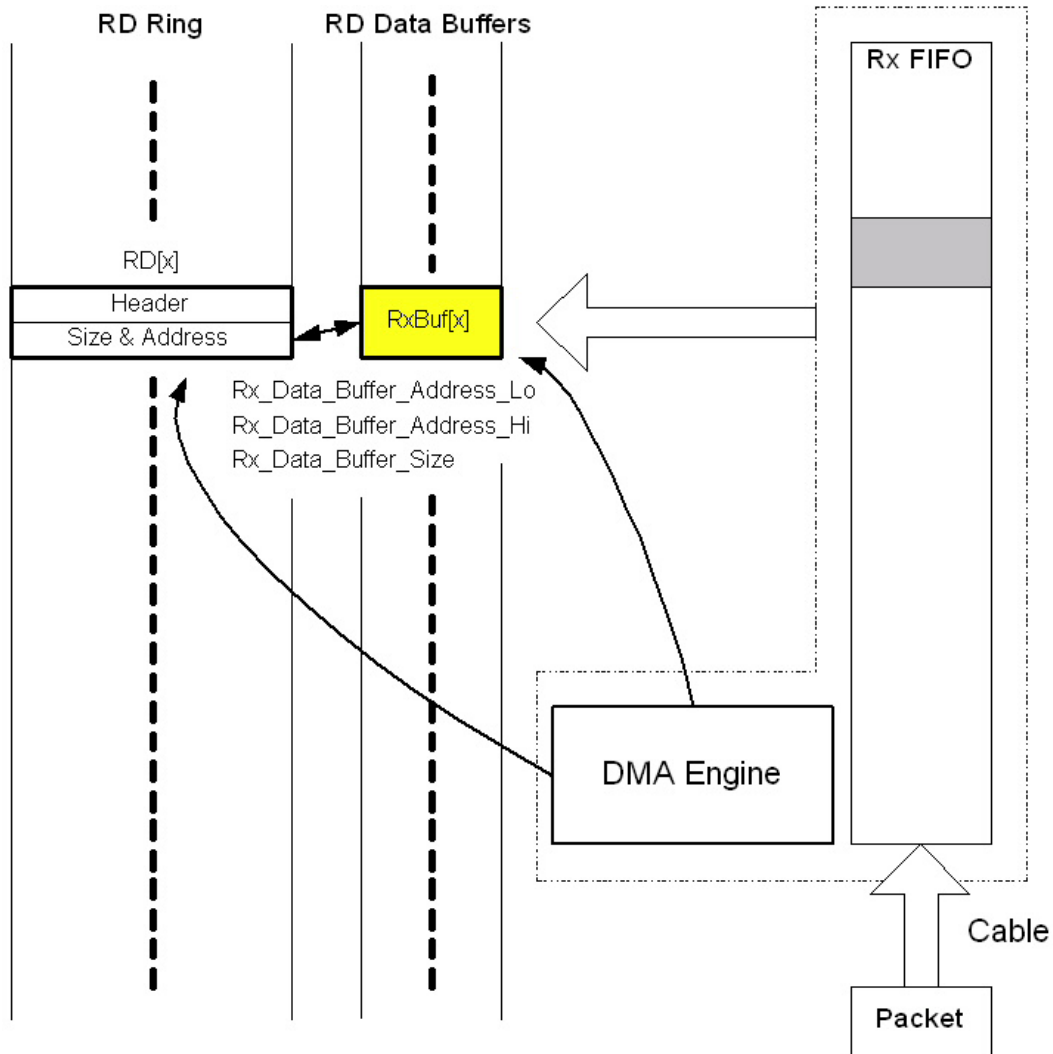 RD Ring
RD Data Buffers
Rx FIFO
RD[x]
Header
Size & Address
RxBuf[x]
Rx_Data_Buffer_Address_Lo
Rx_Data_Buffer_Address_Hi
Rx_Data_Buffer_Size
DMA Engine
Cable
Packet